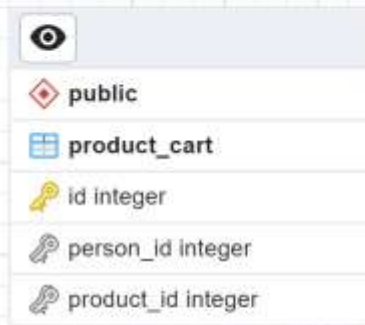 public
product_cart
id integer
person_id integer
product_id integer